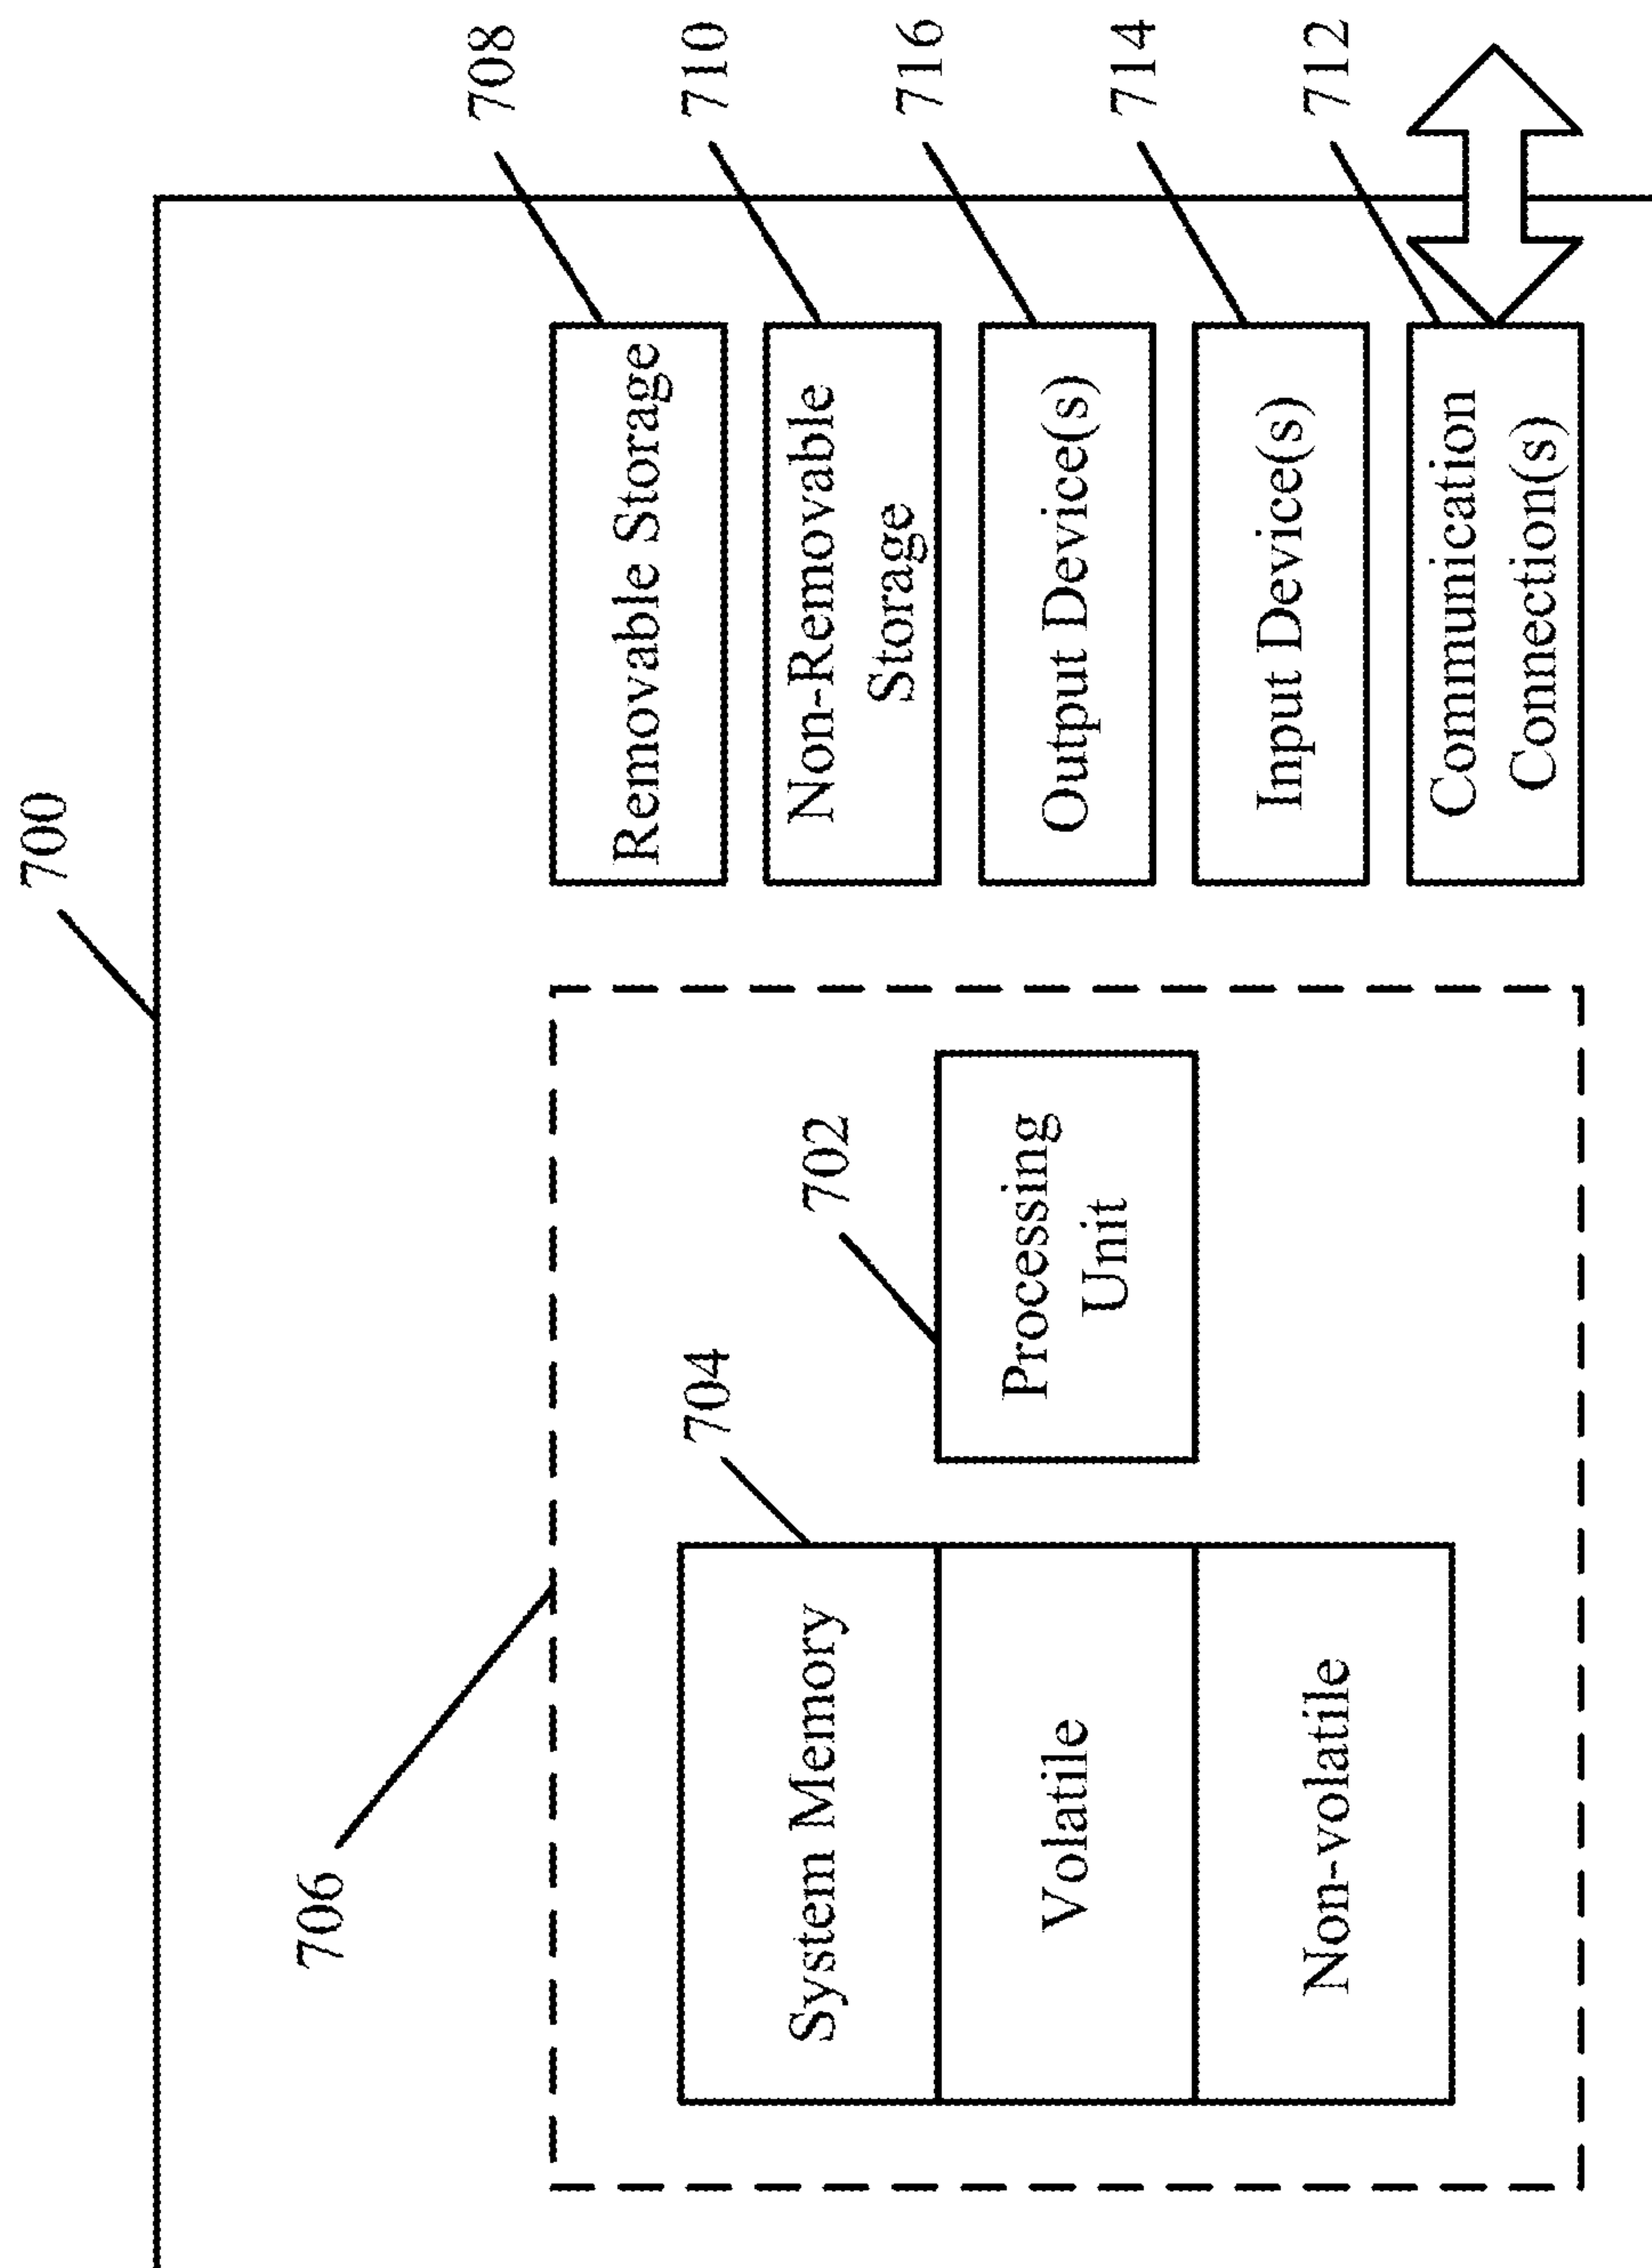 700
706
704
System Memory
Volatile
Non-volatile
702
Processing
Unit
708
Removable Storage
710
Non-Removable
Storage
716
Output Device(s)
714
Input Device(s)
712
Communication
Connection(s)